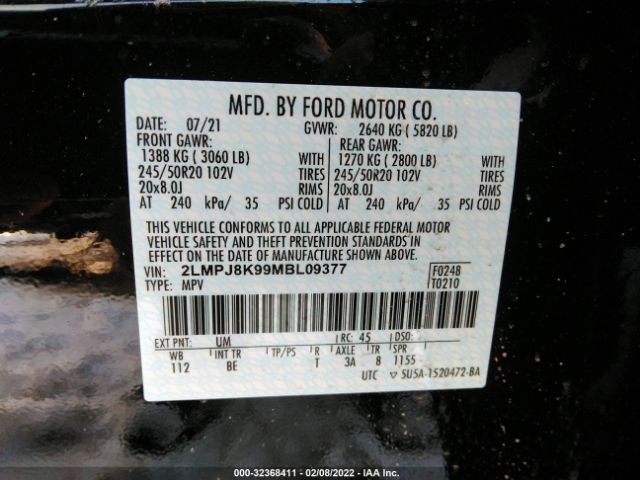 MFD. BY FORD MOTOR CO.
DATE: 07/21 GVWR: 2640 KG ( 5820 LB)
FRONT GAWR: REAR GAWR:
1388 KG ( 3060 LB) WITH 1270 KG ( 2800 LB) WITH
245/50R20 102V TIRES 245/50R20 102V TIRES
20x8.0J RIMS 20x8.0J RIMS
AT 240 kPa/ 35 PSI COLD AT 240 kPa/ 35 PSI COLD
THIS VEHICLE CONFORMS TO ALL APPLICABLE FEDERAL MOTOR
VEHICLE SAFETY AND THEFT PREVENTION STANDARDS IN
EFFECT ON THE DATE OF MANUFACTURE SHOWN ABOVE.
VIN: 2LMPJ8K99MBL09377 F0248
TYPE: MPV T0210
EXT PNT: UM RC: 45 DSO:
WB INT TR TP/PS R AXLE TR SPR
112 BE T 3A 8 1155
UTC 5U5A-1520472-BA
000-32368411 - 02/08/2022 - IAA Inc.